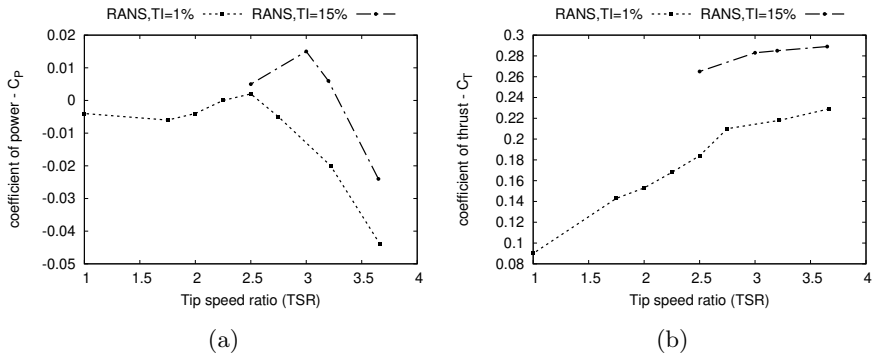 RANS,TI=1% RANS,TI=15%
0.02
0.01
0
-0.01
-0.02
-0.03
-0.04
-0.05
coefficient of power - C_P
1 1.5 2 2.5 3 3.5 4
Tip speed ratio (TSR)
(a)
RANS,TI=1% RANS,TI=15%
0.3
0.28
0.26
0.24
0.22
0.2
0.18
0.16
0.14
0.12
0.1
0.08
coefficient of thrust - C_T
1 1.5 2 2.5 3 3.5 4
Tip speed ratio (TSR)
(b)